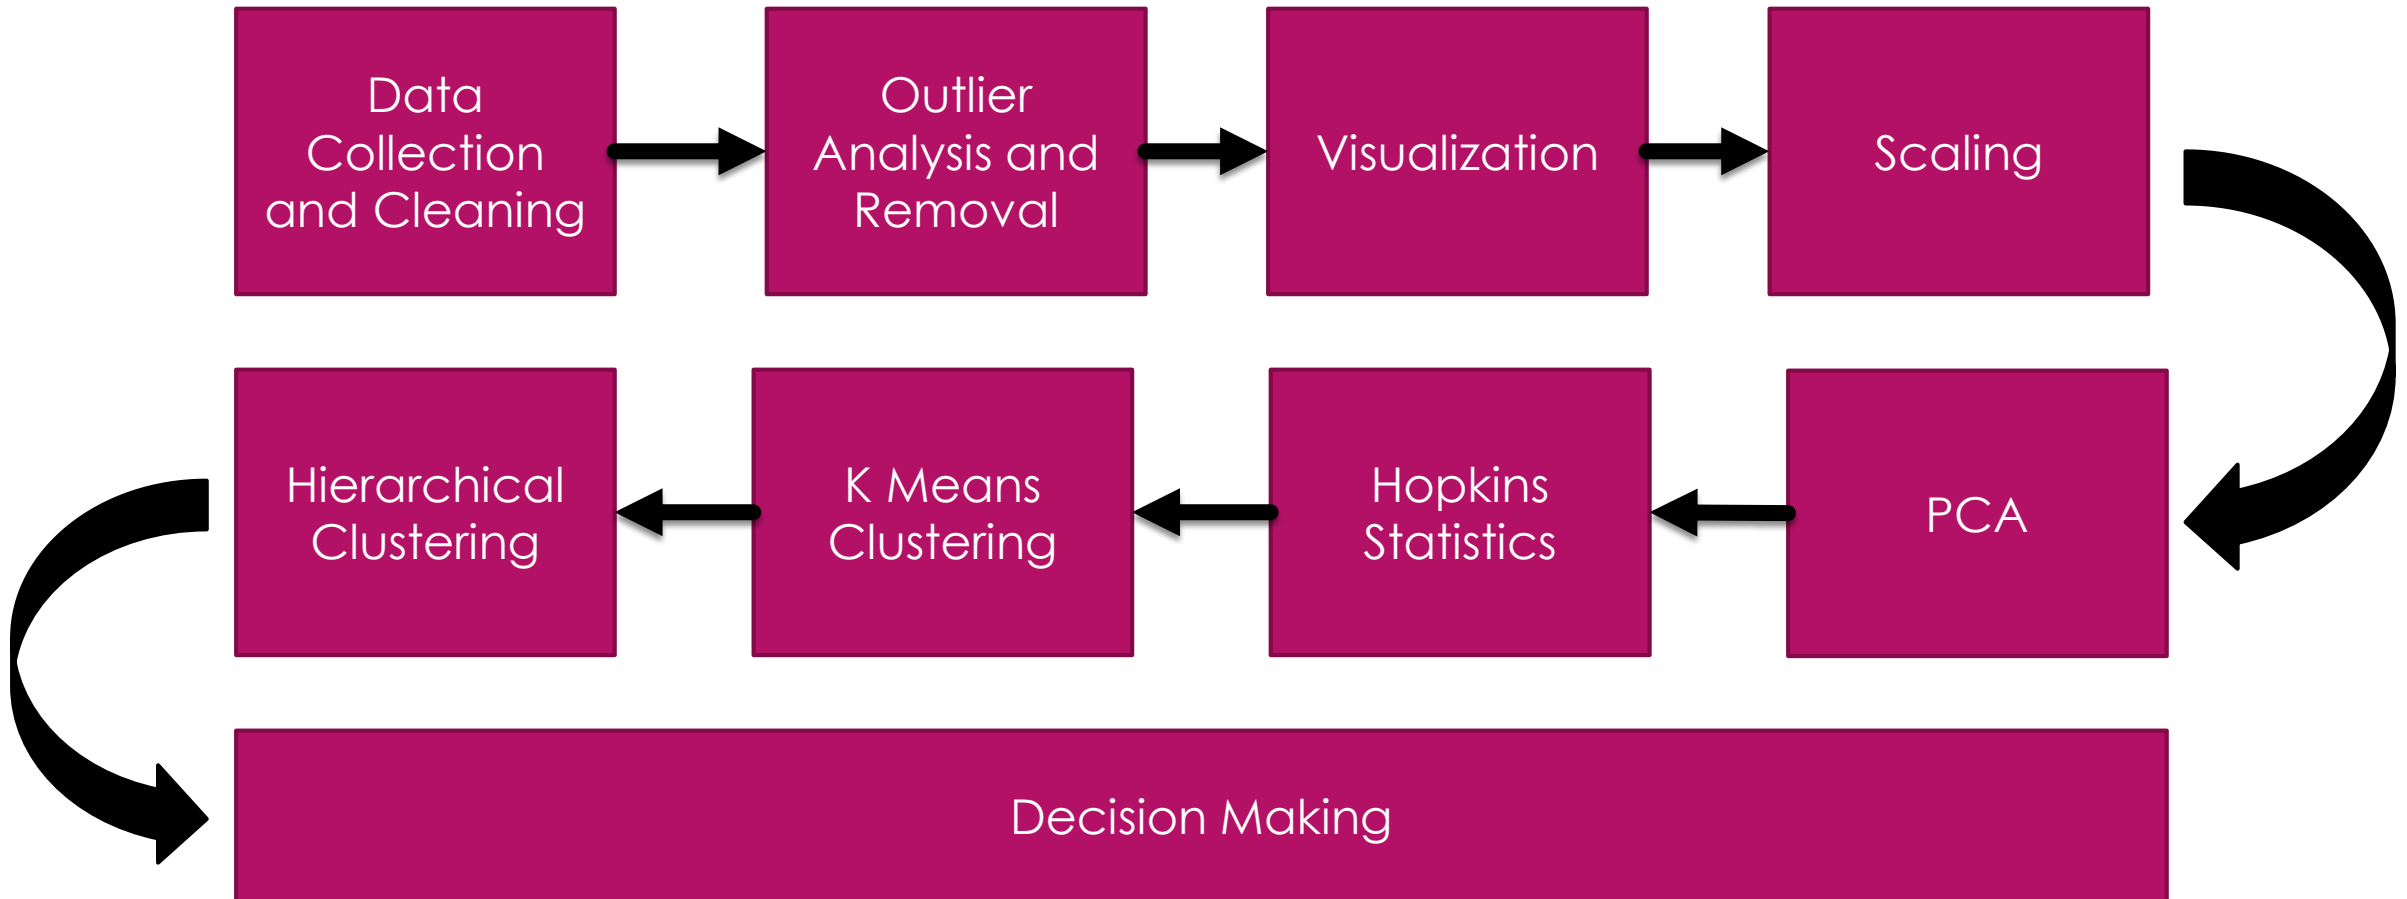 Data
Collection
and Cleaning
Outlier
Analysis and
Removal
Visualization
Scaling
PCA
Hopkins
Statistics
K Means
Clustering
Hierarchical
Clustering
Decision Making